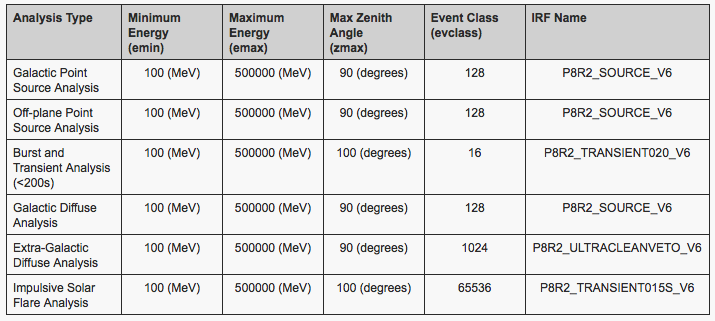 Analysis Type Minimum Energy (emin) Maximum Energy (emax) Max Zenith Angle (zmax) Event Class (evclass) IRF Name
Galactic Point Source Analysis 100 (MeV) 500000 (MeV) 90 (degrees) 128 P8R2_SOURCE_V6
Off-plane Point Source Analysis 100 (MeV) 500000 (MeV) 90 (degrees) 128 P8R2_SOURCE_V6
Burst and Transient Analysis (<200s) 100 (MeV) 500000 (MeV) 100 (degrees) 16 P8R2_TRANSIENT020_V6
Galactic Diffuse Analysis 100 (MeV) 500000 (MeV) 90 (degrees) 128 P8R2_SOURCE_V6
Extra-Galactic Diffuse Analysis 100 (MeV) 500000 (MeV) 90 (degrees) 1024 P8R2_ULTRACLEANVETO_V6
Impulsive Solar Flare Analysis 100 (MeV) 500000 (MeV) 100 (degrees) 65536 P8R2_TRANSIENT015S_V6